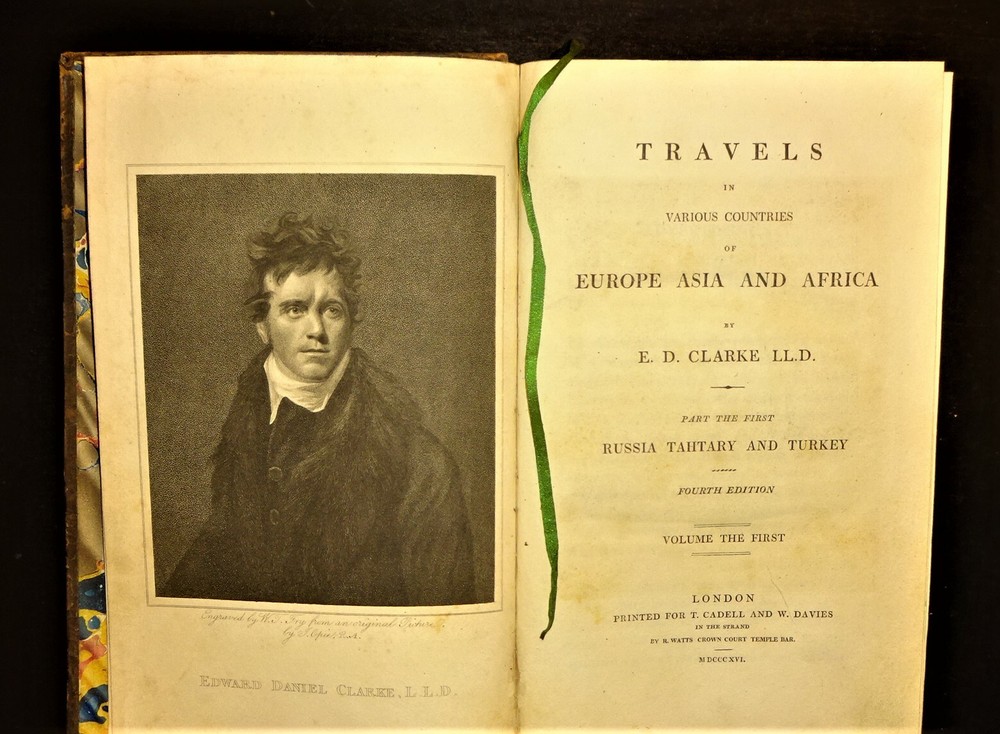 Engraved by W.T. Fry from an original Picture
by J. Opie, R.A.
EDWARD DANIEL CLARKE, L.L.D.
TRAVELS
IN
VARIOUS COUNTRIES
OF
EUROPE ASIA AND AFRICA
BY
E. D. CLARKE LL.D.
PART THE FIRST
RUSSIA TAHTARY AND TURKEY
FOURTH EDITION
VOLUME THE FIRST
LONDON
PRINTED FOR T. CADELL AND W. DAVIES
IN THE STRAND
BY R. WATTS CROWN COURT TEMPLE BAR.
MDCCCXVI.